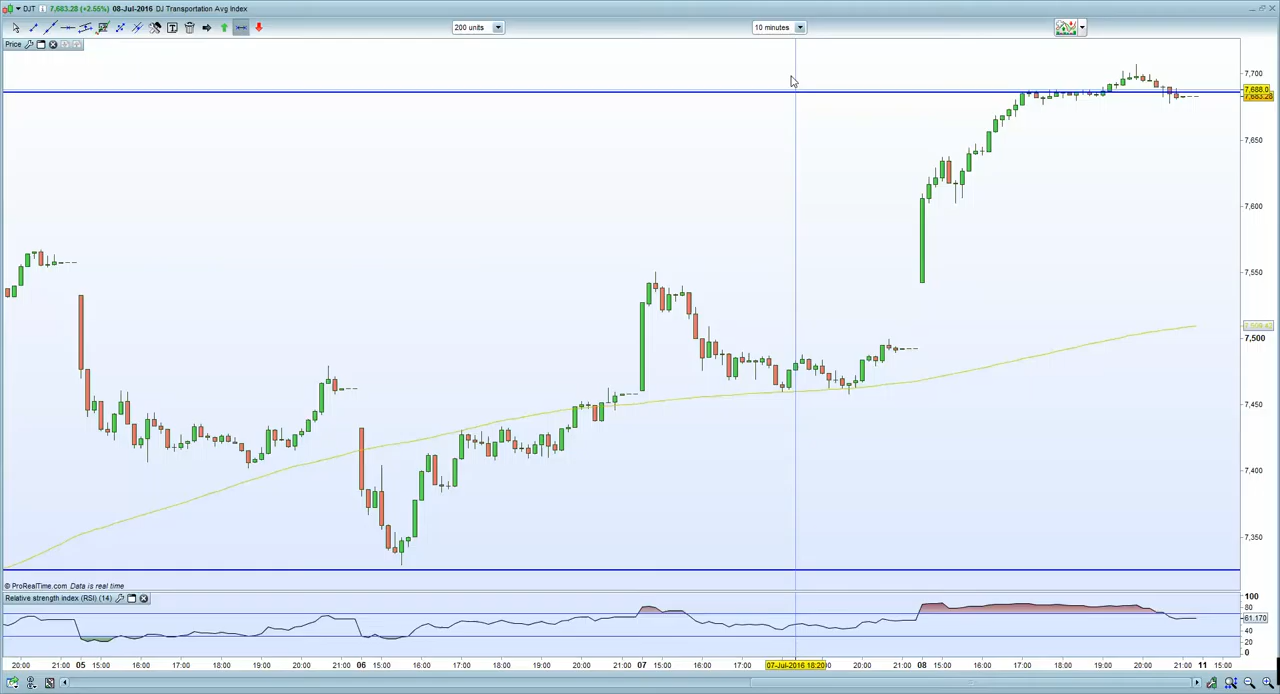 DJT 7,683.28 (+2.55%) 08-Jul-2016 DJ Transportation Avg Index
200 units 10 minutes
Price
7,700
7,688.0
7,683.28
7,650
7,600
7,550
7,500
7,450
7,400
7,350
© ProRealTime.com Data is real time
Relative strength index (RSI) (14)
100
80
61.170
40
20
0
20:00 21:00 05 15:00 16:00 17:00 18:00 19:00 20:00 21:00 06 15:00 16:00 17:00 18:00 19:00 20:00 21:00 07 15:00 16:00 17:00 07-Jul-2016 18:20 20:00 21:00 08 15:00 16:00 17:00 18:00 19:00 20:00 21:00 11 15:00